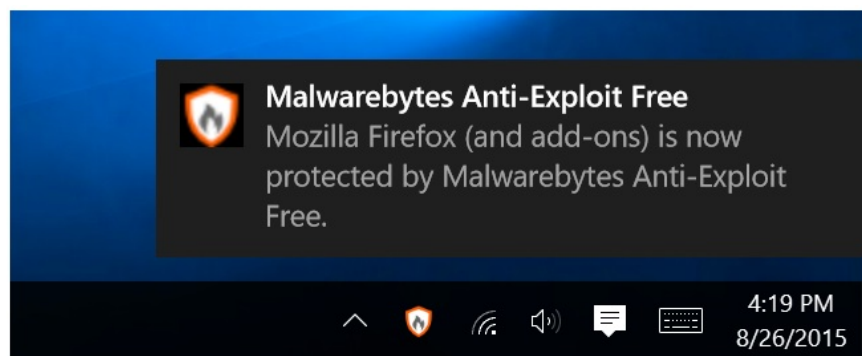 Malwarebytes Anti-Exploit Free
Mozilla Firefox (and add-ons) is now
protected by Malwarebytes Anti-Exploit
Free.
4:19 PM
8/26/2015